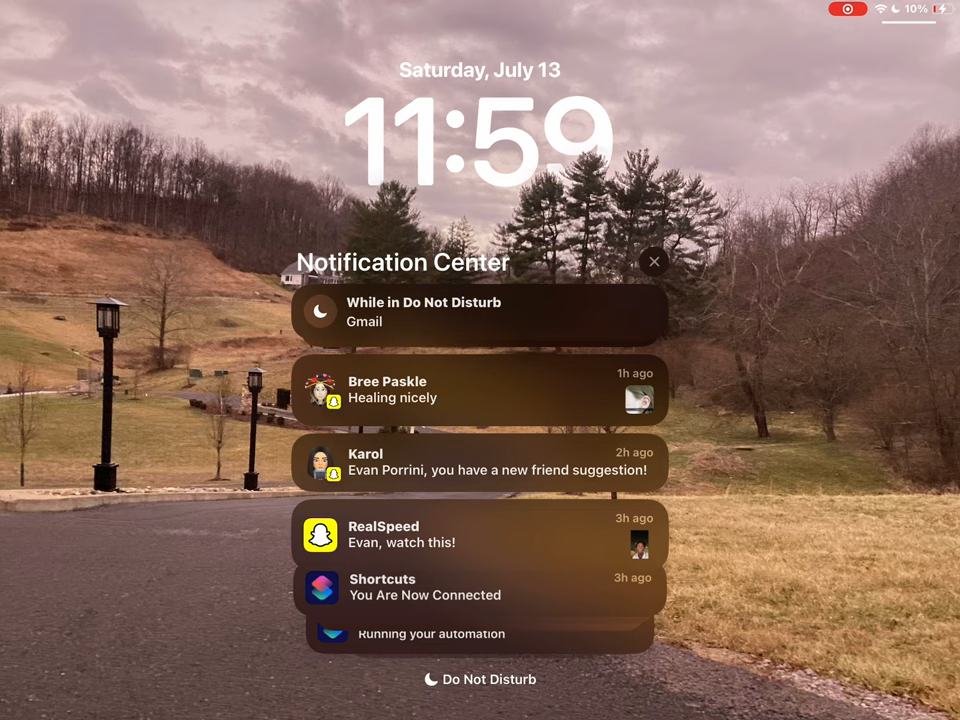 10%
Saturday, July 13
11:59
Notification Center
While in Do Not Disturb
Gmail
Bree Paskle
1h ago
Healing nicely
Karol
2h ago
Evan Porrini, you have a new friend suggestion!
RealSpeed
3h ago
Evan, watch this!
Shortcuts
3h ago
You Are Now Connected
Running your automation
Do Not Disturb